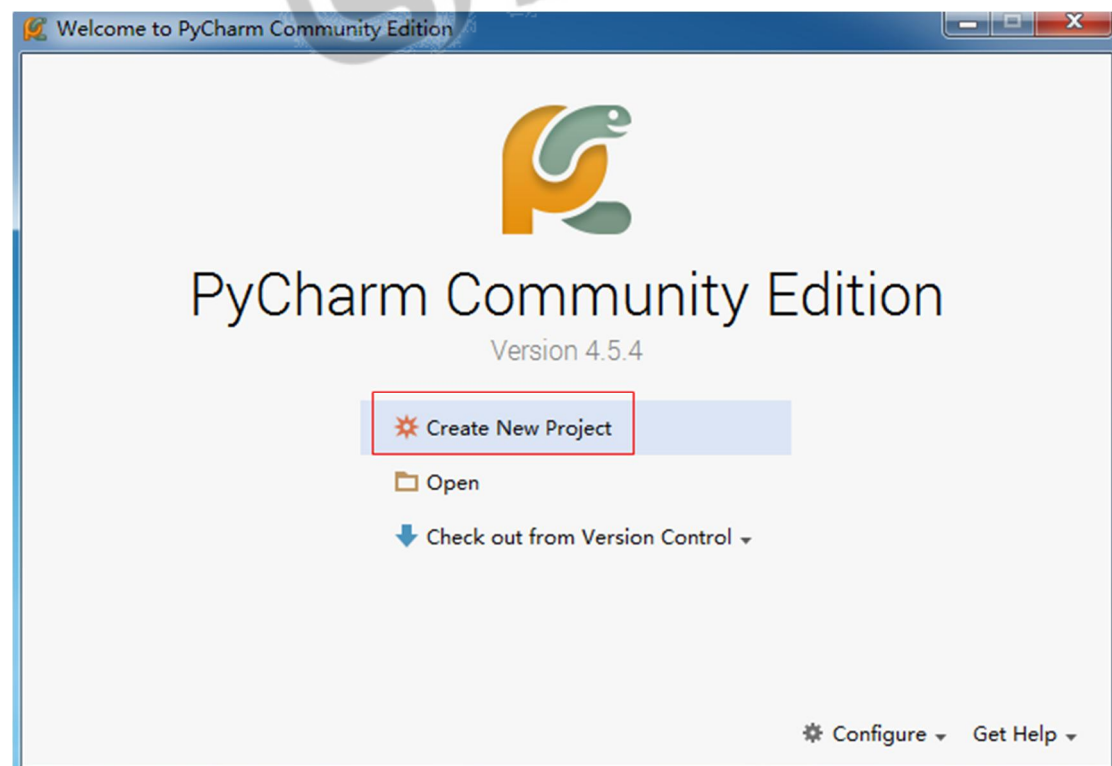 Welcome to PyCharm Community Edition
PyCharm Community Edition
Version 4.5.4
Create New Project
Open
Check out from Version Control
Configure
Get Help